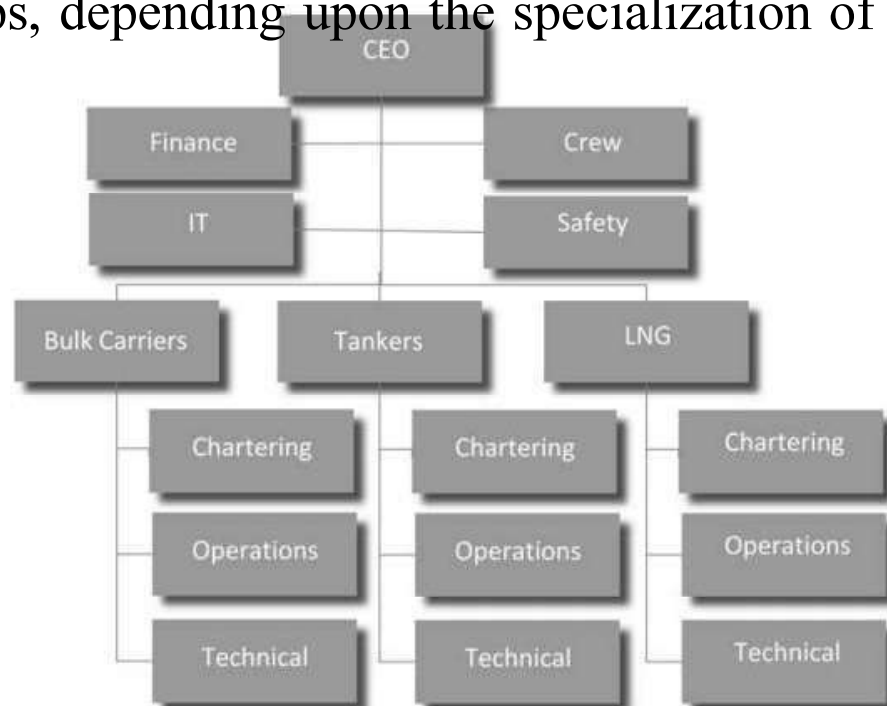 depending upon the specialization of
CEO
Finance
Crew
IT
Safety
Bulk Carriers
Tankers
LNG
Chartering
Chartering
Chartering
Operations
Operations
Operations
Technical
Technical
Technical